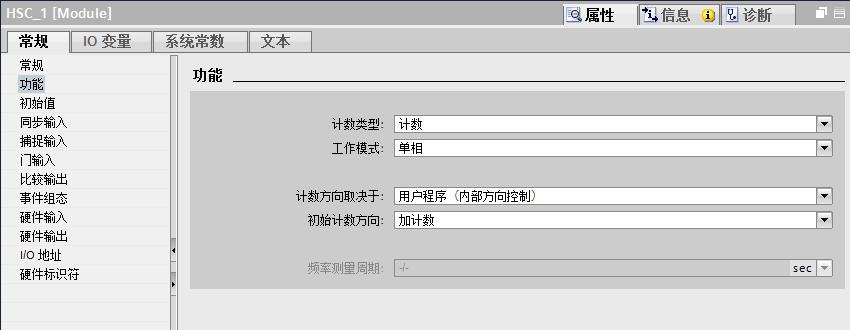 HSC_1 [Module]
属性 信息 诊断
常规 IO 变量 系统常数 文本
常规
功能
初始值
同步输入
捕捉输入
门输入
比较输出
事件组态
硬件输入
硬件输出
I/O 地址
硬件标识符
功能
计数类型: 计数
工作模式: 单相
计数方向取决于: 用户程序（内部方向控制）
初始计数方向: 加计数
频率测量周期: -/- sec